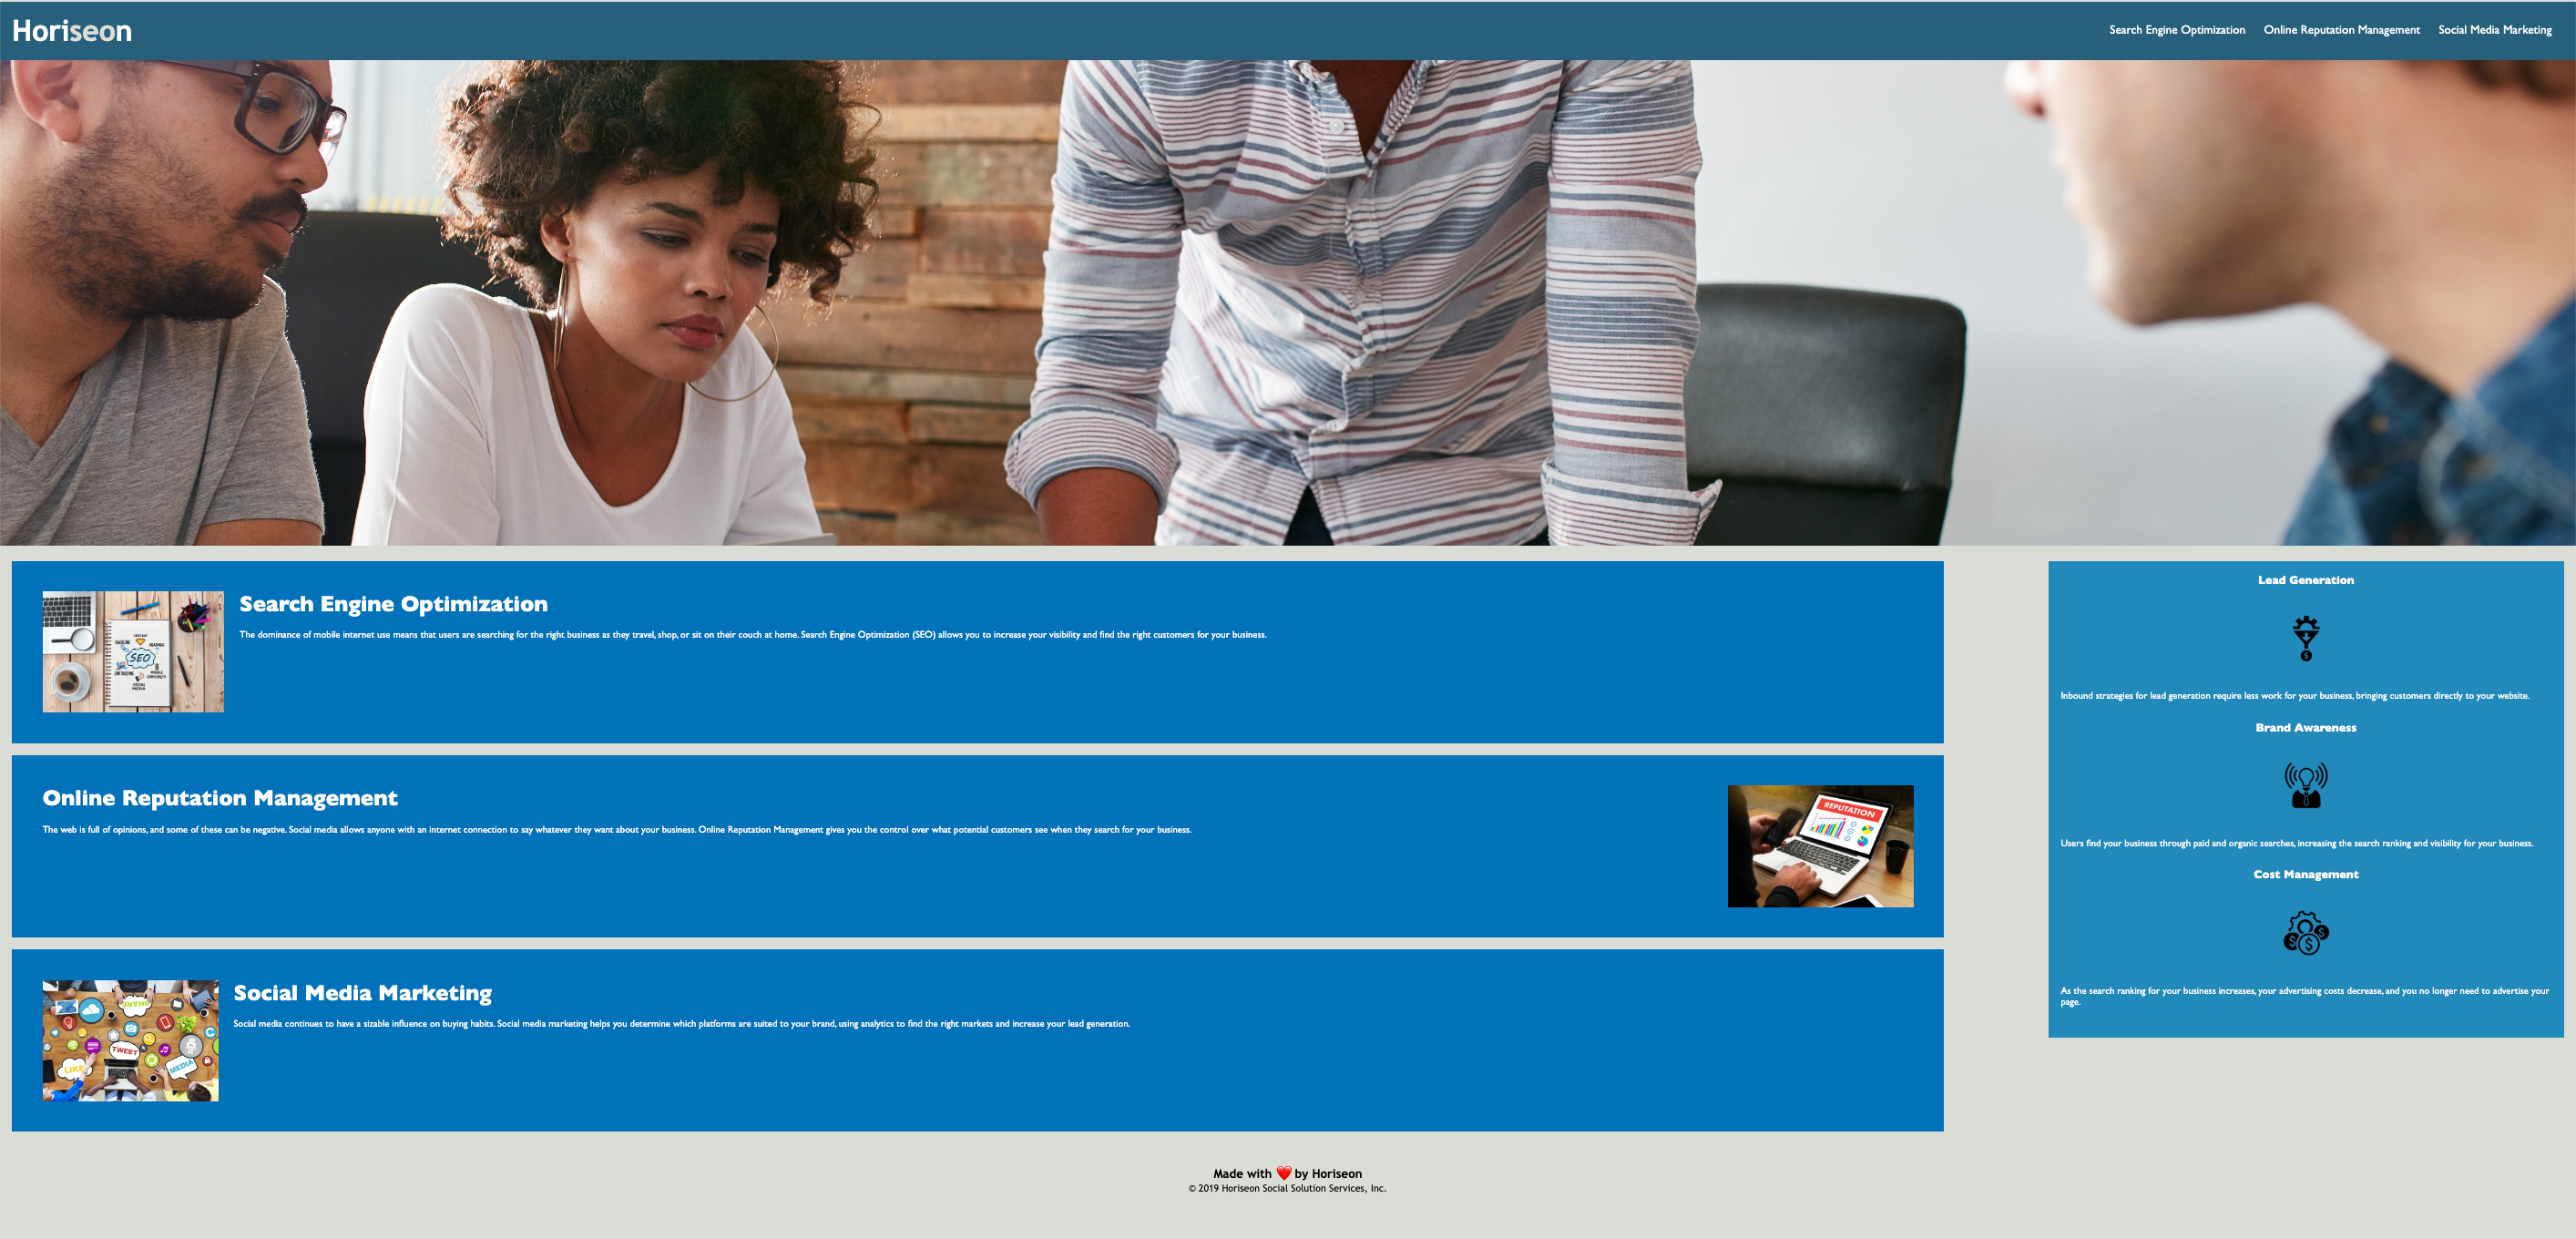 Horiseon
Search Engine Optimization
Online Reputation Management
Social Media Marketing
SEO
Search Engine Optimization
The dominance of mobile internet use means that users are searching for the right business as they travel, shop, or sit on their couch at home. Search Engine Optimization (SEO) allows you to increase your visibility and find the right customers for your business.
Online Reputation Management
The web is full of opinions, and some of these can be negative. Social media allows anyone with an internet connection to say whatever they want about your business. Online Reputation Management gives you the control over what potential customers see when they search for your business.
REPUTATION
SHARE
TWEET
LIKE
MEDIA
Social Media Marketing
Social media continues to have a sizable influence on buying habits. Social media marketing helps you determine which platforms are suited to your brand, using analytics to find the right markets and increase your lead generation.
Lead Generation
$
Inbound strategies for lead generation require less work for your business, bringing customers directly to your website.
Brand Awareness
Users find your business through paid and organic searches, increasing the search ranking and visibility for your business.
Cost Management
$ $ $
As the search ranking for your business increases, your advertising costs decrease, and you no longer need to advertise your
page.
Made with ❤️ by Horiseon
© 2019 Horiseon Social Solution Services, Inc.